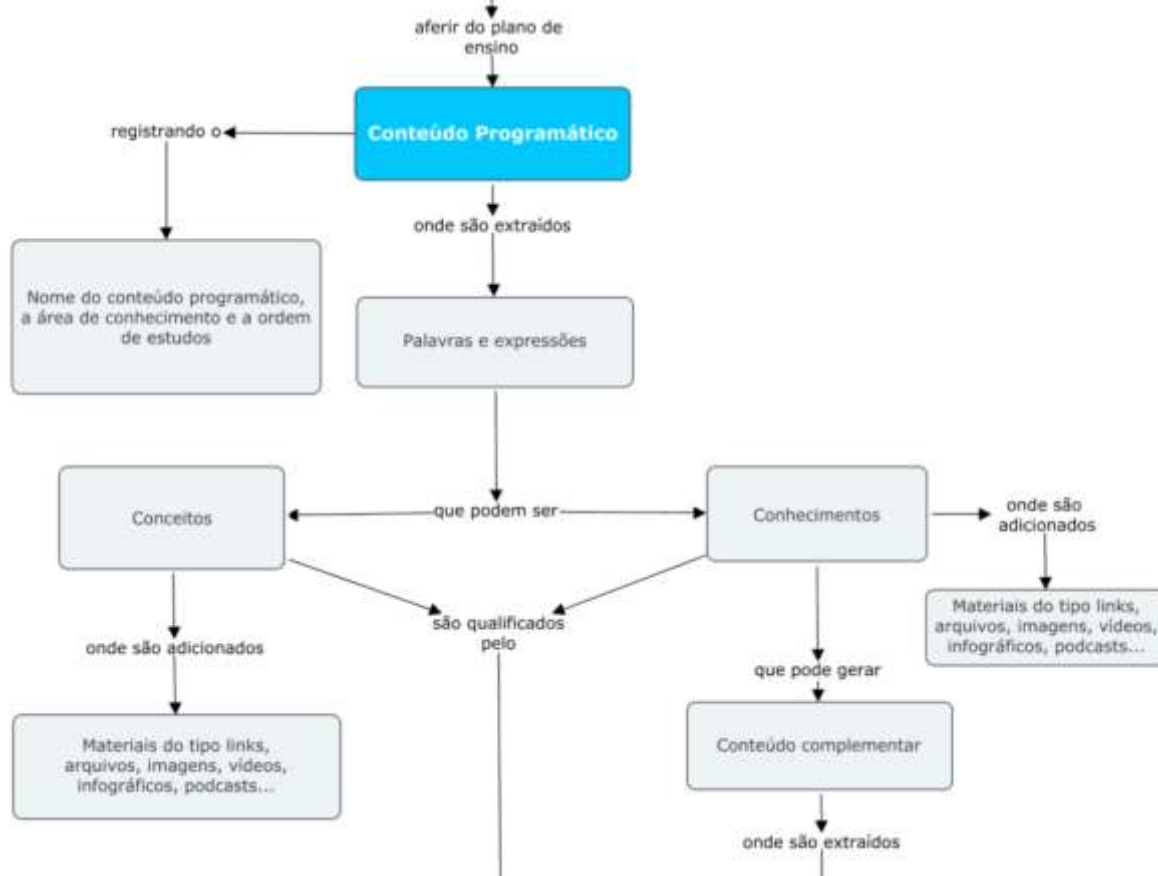 aferir do plano de
ensino
Conteúdo Programático
registrando o
onde são extraídos
Nome do conteúdo programático,
a área de conhecimento e a ordem
de estudos
Palavras e expressões
Conceitos
que podem ser
Conhecimentos
onde são
adicionados
Materiais do tipo links,
arquivos, imagens, vídeos,
infográficos, podcasts...
são qualificados
pelo
onde são adicionados
que pode gerar
Materiais do tipo links,
arquivos, imagens, vídeos,
infográficos, podcasts...
Conteúdo complementar
onde são extraídos